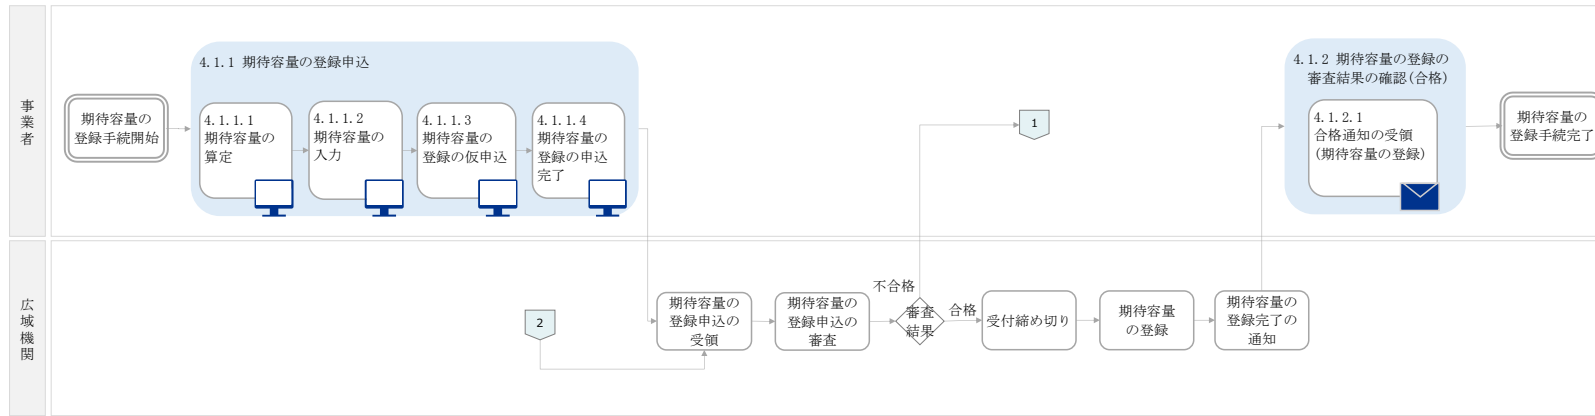 事業者
期待容量の
登録手続開始
4.1.1 期待容量の登録申込
4.1.1.1
期待容量の
算定
4.1.1.2
期待容量の
入力
4.1.1.3
期待容量の
登録の仮申込
4.1.1.4
期待容量の
登録の申込
完了
1
4.1.2 期待容量の登録の
審査結果の確認(合格)
4.1.2.1
合格通知の受領
(期待容量の登録)
期待容量の
登録手続完了
広域機関
2
期待容量の
登録申込の
受領
期待容量の
登録申込の
審査
不合格
審査
結果
合格
受付締め切り
期待容量
の登録
期待容量の
登録完了の
通知